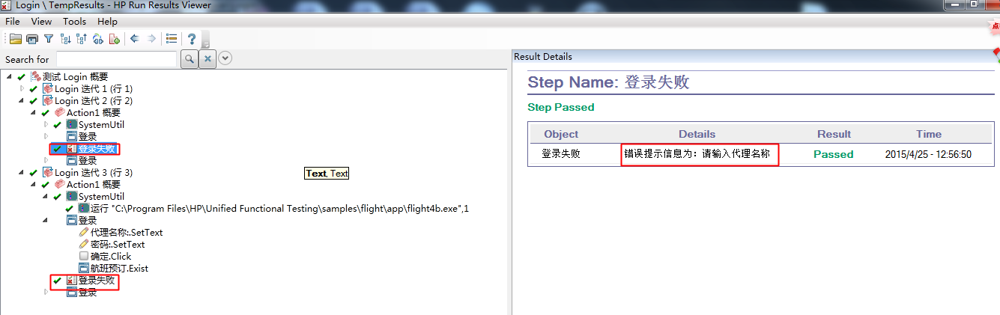 Login \ TempResults - HP Run Results Viewer
File View Tools Help
Search for
测试 Login 概要
Login 迭代 1 (行 1)
Login 迭代 2 (行 2)
Action1 概要
SystemUtil
登录
登录失败
登录
Login 迭代 3 (行 3)
Action1 概要
SystemUtil
运行 "C:\Program Files\HP\Unified Functional Testing\samples\flight\app\flight4b.exe",1
登录
代理名称:.SetText
密码:.SetText
确定.Click
航班预订.Exist
登录失败
登录
Text, Text
Result Details
Step Name: 登录失败
Step Passed
Object Details Result Time
登录失败 错误提示信息为：请输入代理名称 Passed 2015/4/25 - 12:56:50